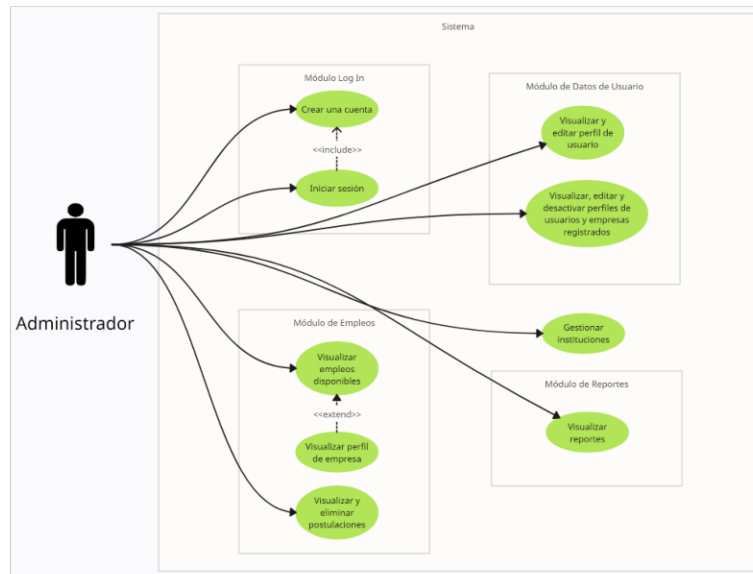 Sistema
Módulo Log In
Crear una cuenta
<<include>>
Iniciar sesión
Módulo de Datos de Usuario
Visualizar y
editar perfil de
usuario
Visualizar, editar y
desactivar perfiles de
usuarios y empresas
registrados
Administrador
Módulo de Empleos
Visualizar
empleos
disponibles
<<extend>>
Visualizar perfil
de empresa
Visualizar y
eliminar
postulaciones
Gestionar
instituciones
Módulo de Reportes
Visualizar
reportes